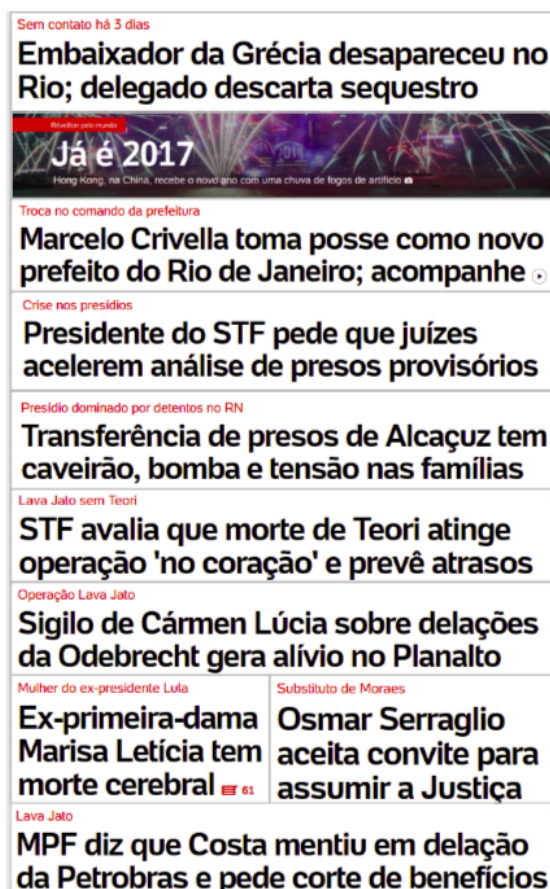 Sem contato há 3 dias
Embaixador da Grécia desapareceu no
Rio; delegado descarta sequestro
Réveillon pelo mundo
Já é 2017
Hong Kong, na China, recebe o novo ano com uma chuva de fogos de artifício
Troca no comando da prefeitura
Marcelo Crivella toma posse como novo
prefeito do Rio de Janeiro; acompanhe
Crise nos presídios
Presidente do STF pede que juízes
acelerem análise de presos provisórios
Presídio dominado por detentos no RN
Transferência de presos de Alcaçuz tem
caveirão, bomba e tensão nas famílias
Lava Jato sem Teori
STF avalia que morte de Teori atinge
operação 'no coração' e prevê atrasos
Operação Lava Jato
Sigilo de Cármen Lúcia sobre delações
da Odebrecht gera alívio no Planalto
Mulher do ex-presidente Lula
Ex-primeira-dama
Marisa Letícia tem
morte cerebral 61
Substituto de Moraes
Osmar Serraglio
aceita convite para
assumir a Justiça
Lava Jato
MPF diz que Costa mentiu em delação
da Petrobras e pede corte de benefícios